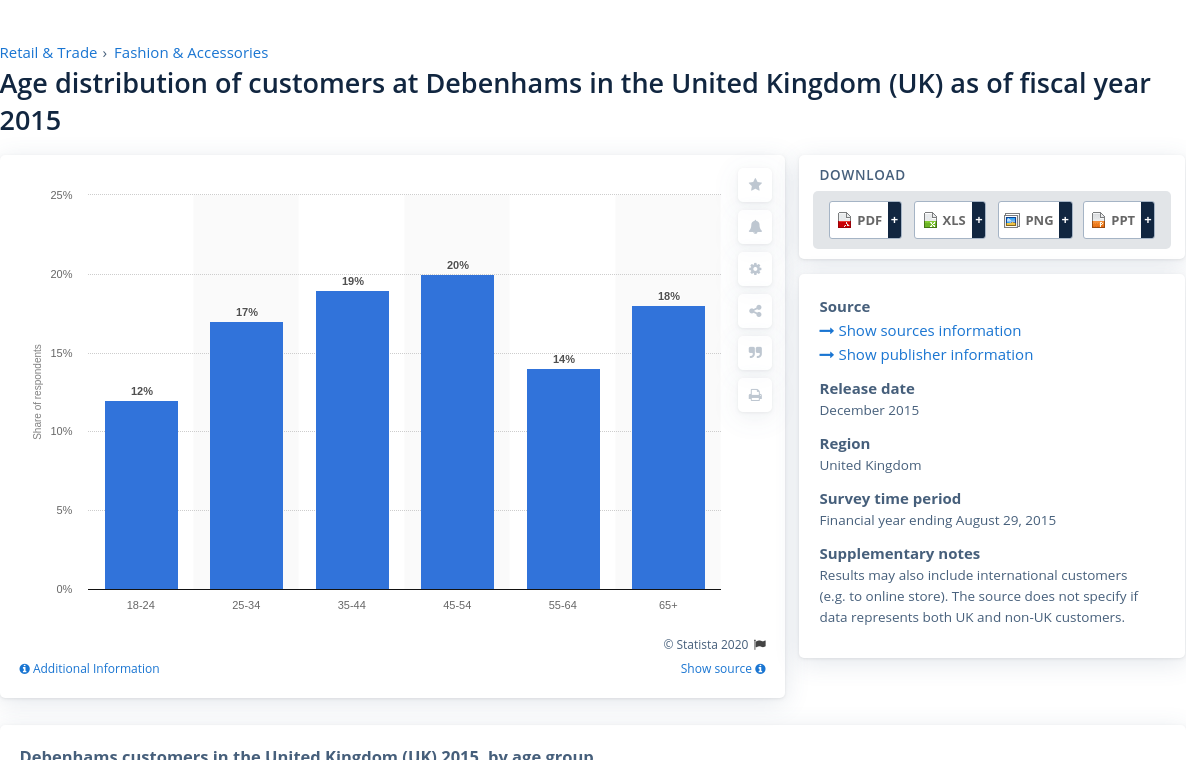 Retail & Trade › Fashion & Accessories
Age distribution of customers at Debenhams in the United Kingdom (UK) as of fiscal year
2015
25%
20%
15%
10%
5%
0%
Share of respondents
12%
17%
19%
20%
14%
18%
18-24
25-34
35-44
45-54
55-64
65+
© Statista 2020
Additional Information
Show source
DOWNLOAD
PDF +
XLS +
PNG +
PPT +
Source
Show sources information
Show publisher information
Release date
December 2015
Region
United Kingdom
Survey time period
Financial year ending August 29, 2015
Supplementary notes
Results may also include international customers
(e.g. to online store). The source does not specify if
data represents both UK and non-UK customers.
Debenhams customers in the United Kingdom (UK) 2015, by age group